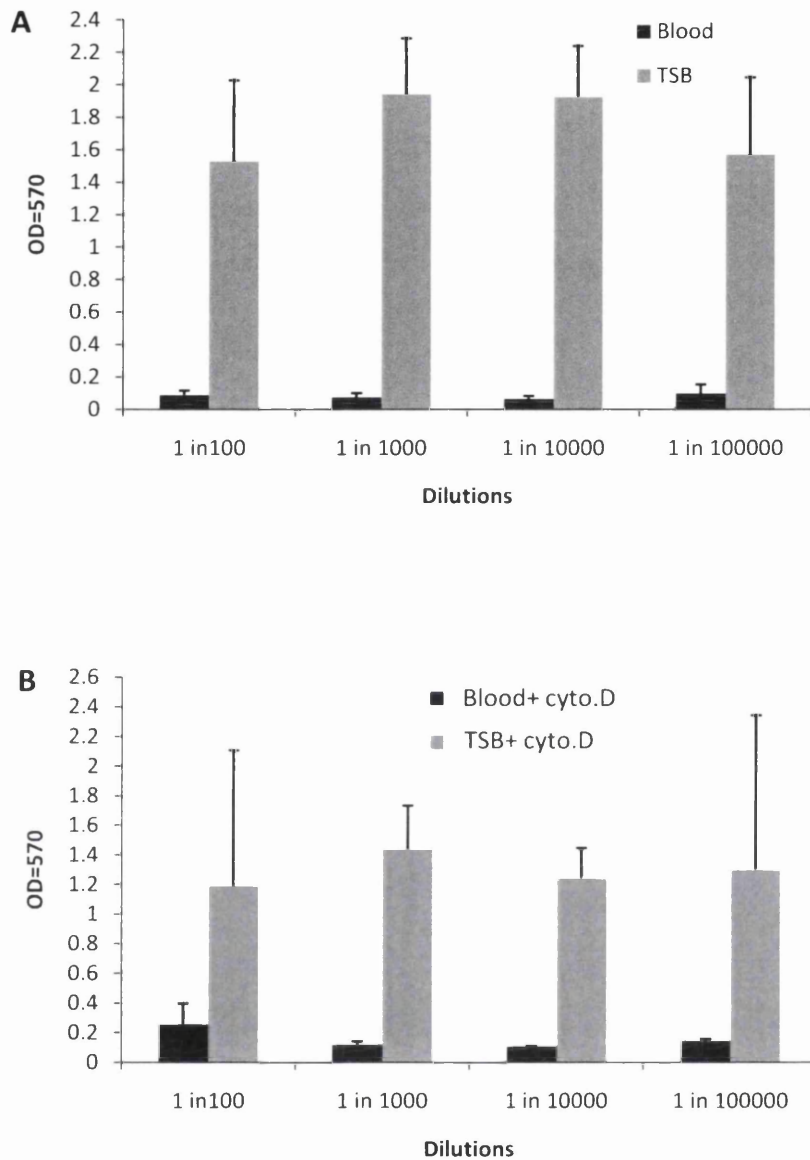 A
2.4
2.2
2
1.8
1.6
1.4
1.2
1
0.8
0.6
0.4
0.2
0
OD=570
Blood
TSB
1 in100 1 in 1000 1 in 10000 1 in 100000
Dilutions
B
2.6
2.4
2.2
2
1.8
1.6
1.4
1.2
1
0.8
0.6
0.4
0.2
0
OD=570
Blood+ cyto.D
TSB+ cyto.D
1 in100 1 in 1000 1 in 10000 1 in 100000
Dilutions